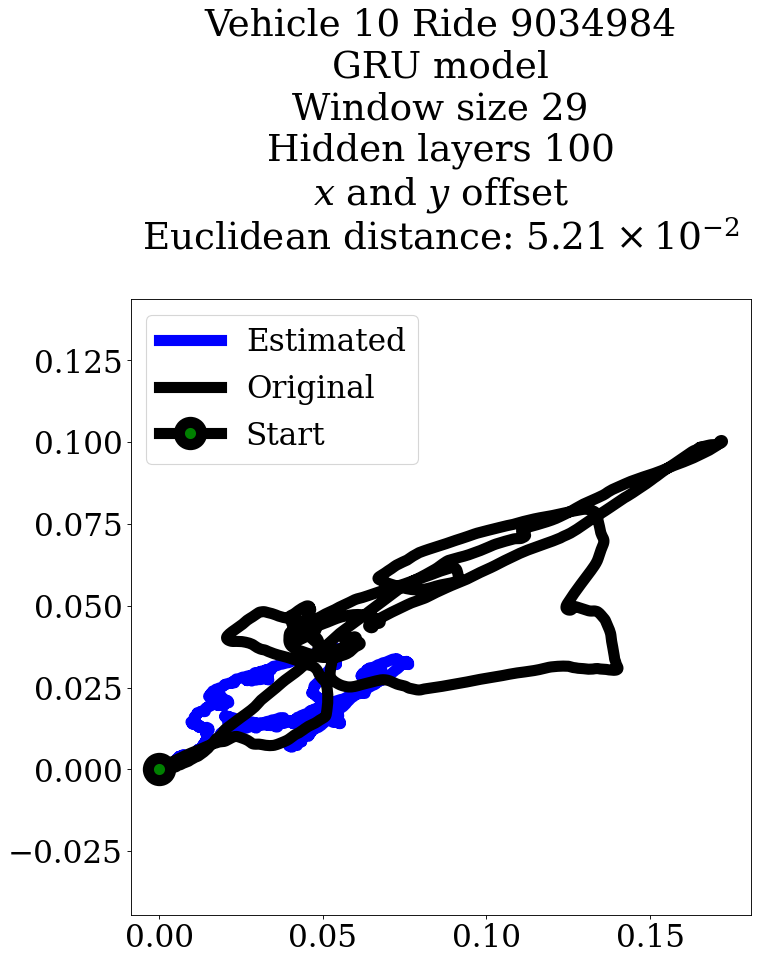 Vehicle 10 Ride 9034984
GRU model
Window size 29
Hidden layers 100
x and y offset
Euclidean distance: 5.21 × 10⁻²
Estimated
Original
Start
0.125
0.100
0.075
0.050
0.025
0.000
−0.025
0.00 0.05 0.10 0.15